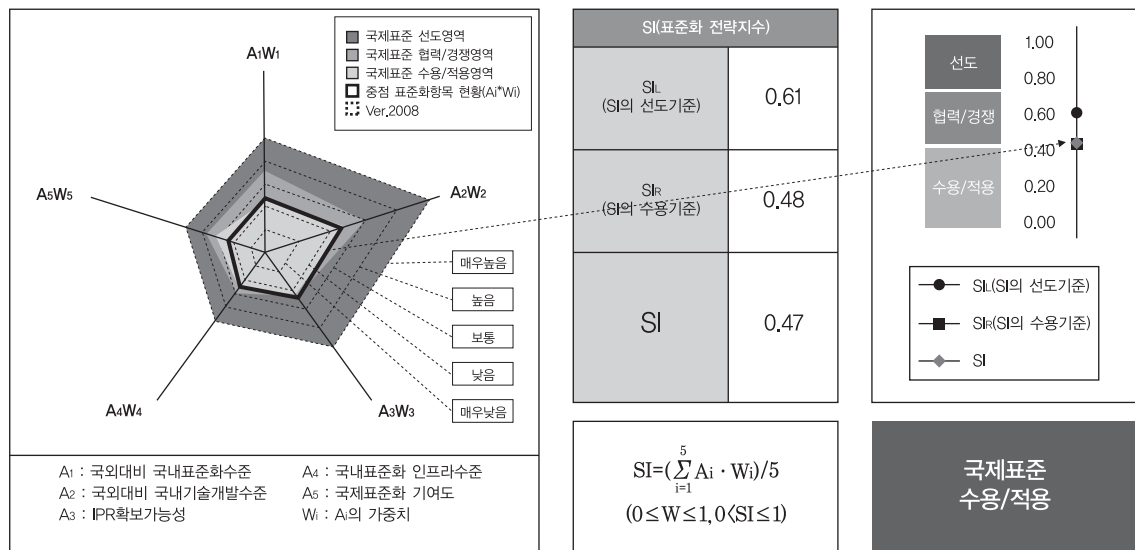 국제표준 선도영역
국제표준 협력/경쟁영역
국제표준 수용/적용영역
중점 표준화항목 현황(Ai*Wi)
Ver.2008
A1W1
A2W2
A5W5
A4W4
A3W3
매우높음
높음
보통
낮음
매우낮음
A1 : 국외대비 국내표준화수준
A2 : 국외대비 국내기술개발수준
A3 : IPR확보가능성
A4 : 국내표준화 인프라수준
A5 : 국제표준화 기여도
Wi : Ai의 가중치
SI(표준화 전략지수)
SIL
(SI의 선도기준)
0.61
SIR
(SI의 수용기준)
0.48
SI
0.47
SI=(5∑i=1 Ai · Wi)/5
(0≤W≤1, 0<SI≤1)
선도
협력/경쟁
수용/적용
1.00
0.80
0.60
0.40
0.20
0.00
SIL(SI의 선도기준)
SIR(SI의 수용기준)
SI
국제표준
수용/적용